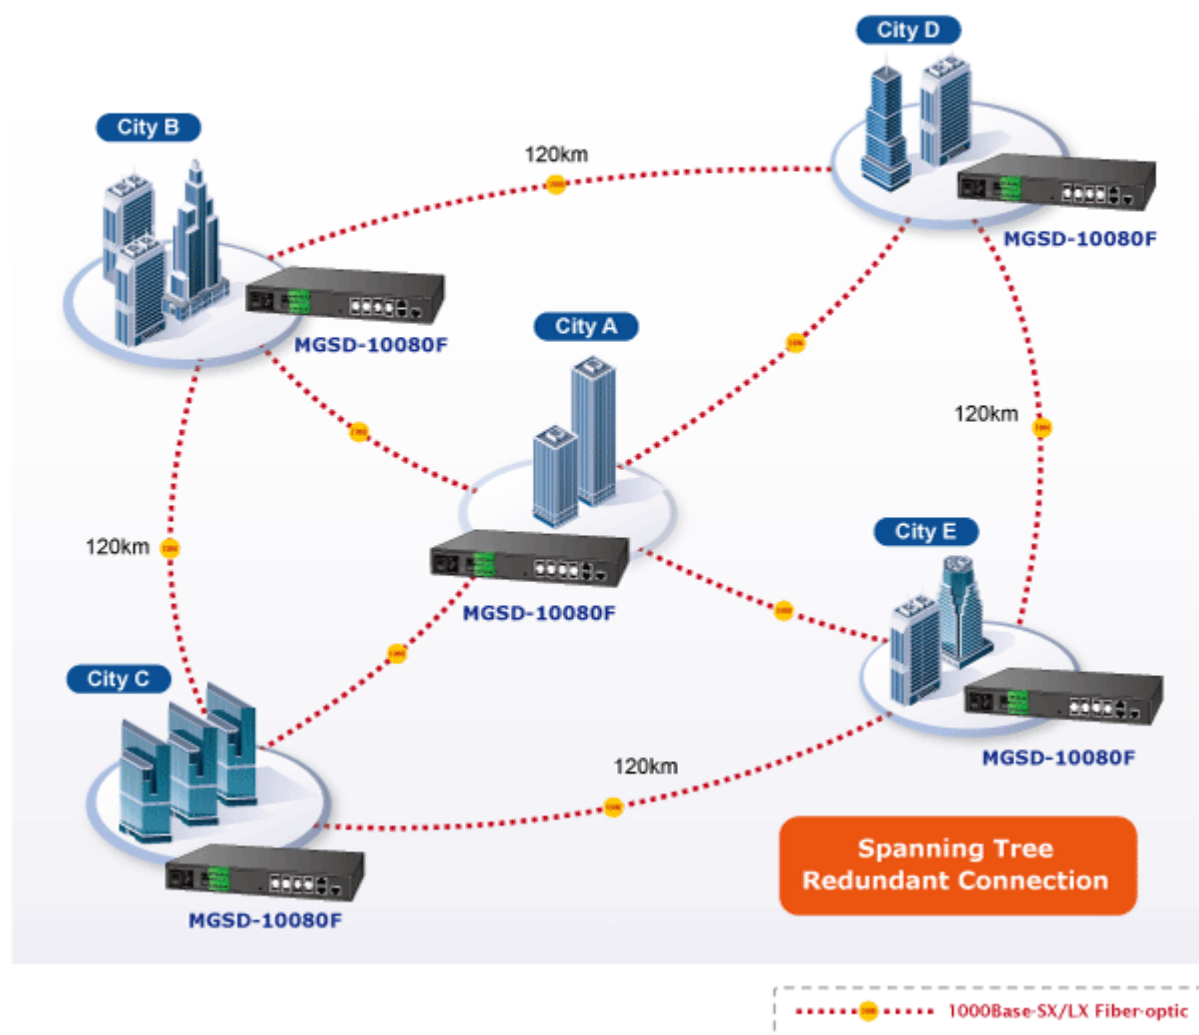 City D
City B
120km
MGSD-10080F
City A
MGSD-10080F
120km
City E
120km
MGSD-10080F
City C
120km
MGSD-10080F
Spanning Tree
Redundant Connection
MGSD-10080F
1000Base-SX/LX Fiber-optic